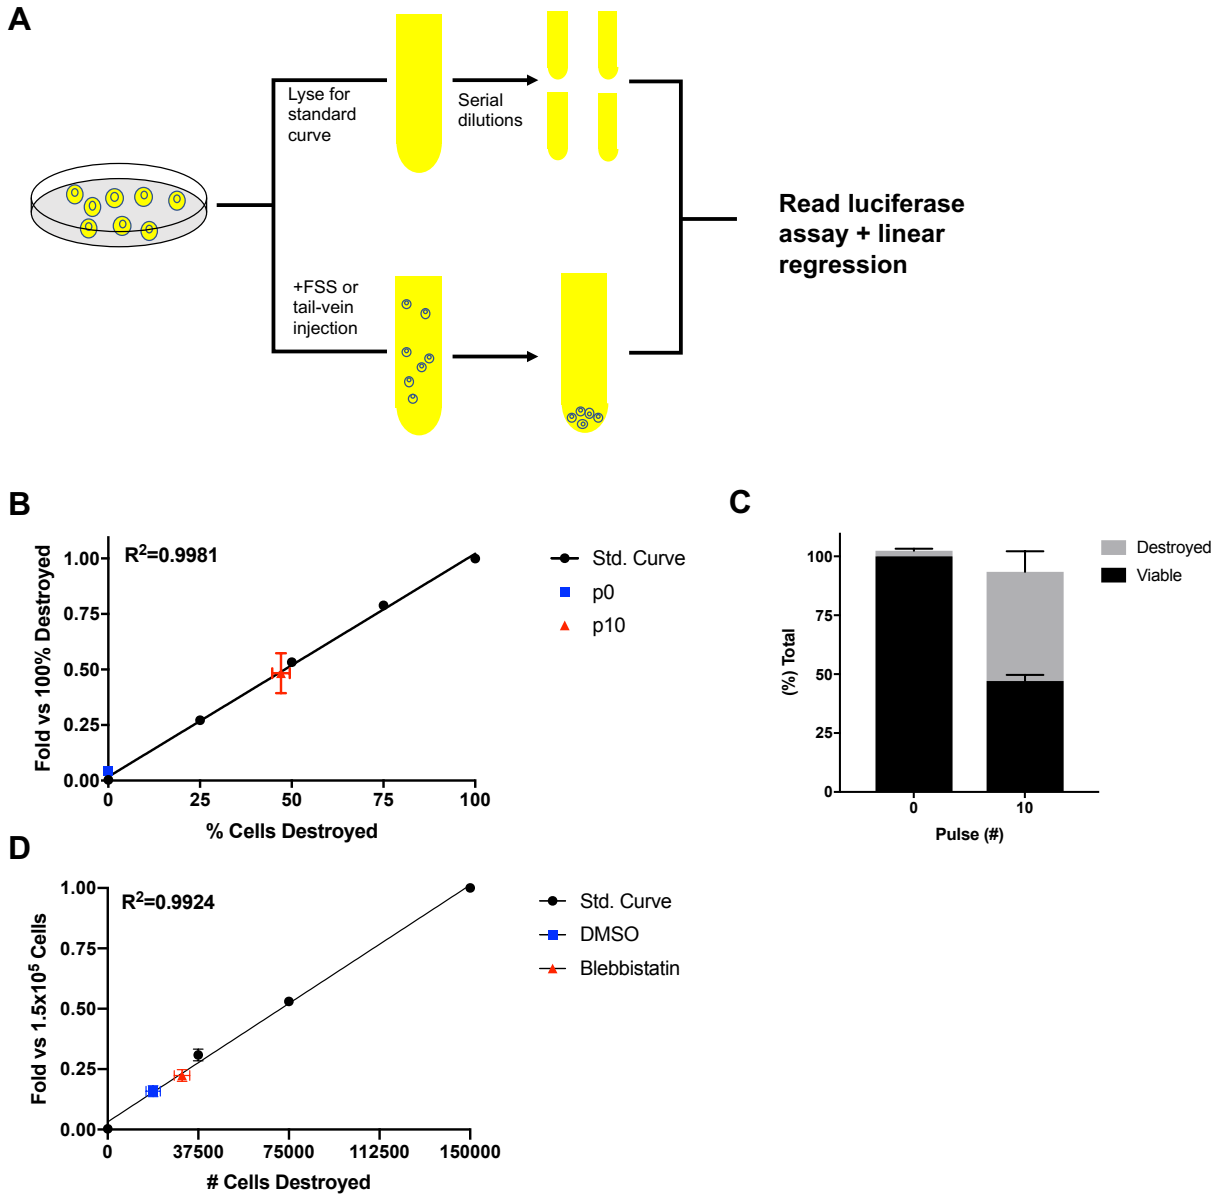 A
Lyse for
standard
curve
Serial
dilutions
+FSS or
tail-vein
injection
Read luciferase
assay + linear
regression
B
R²=0.9981
Fold vs 100% Destroyed
1.00
0.75
0.50
0.25
0.00
0 25 50 75 100
% Cells Destroyed
Std. Curve
p0
p10
C
(%) Total
100
75
50
25
0
0 10
Pulse (#)
Destroyed
Viable
D
R²=0.9924
Fold vs 1.5x10⁵ Cells
1.00
0.75
0.50
0.25
0.00
0 37500 75000 112500 150000
# Cells Destroyed
Std. Curve
DMSO
Blebbistatin